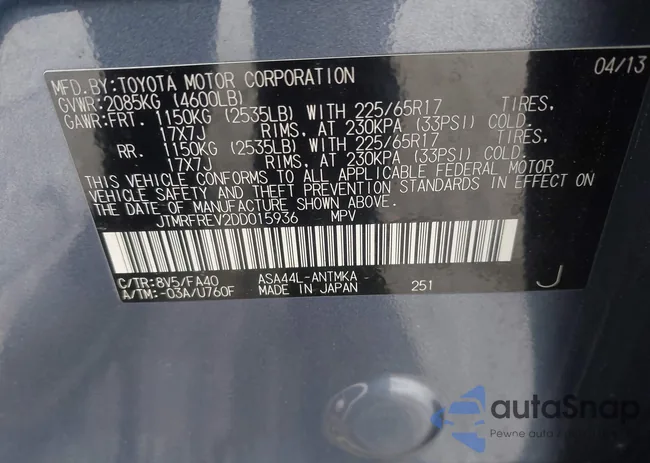 MFD.BY:TOYOTA MOTOR CORPORATION 04/13
GVWR:2085KG (4600LB)
GAWR:FRT. 1150KG (2535LB) WITH 225/65R17 TIRES,
17X7J RIMS, AT 230KPA (33PSI) COLD.
RR. 1150KG (2535LB) WITH 225/65R17 TIRES,
17X7J RIMS, AT 230KPA (33PSI) COLD.
THIS VEHICLE CONFORMS TO ALL APPLICABLE FEDERAL MOTOR
VEHICLE SAFETY AND THEFT PREVENTION STANDARDS IN EFFECT ON
THE DATE OF MANUFACTURE SHOWN ABOVE.
JTMRFREV2DD015936 MPV
C/TR:8V5/FA40 ASA44L-ANTMKA
A/TM:-03A/U760F MADE IN JAPAN 251 J
autaSnap
Pewne auto